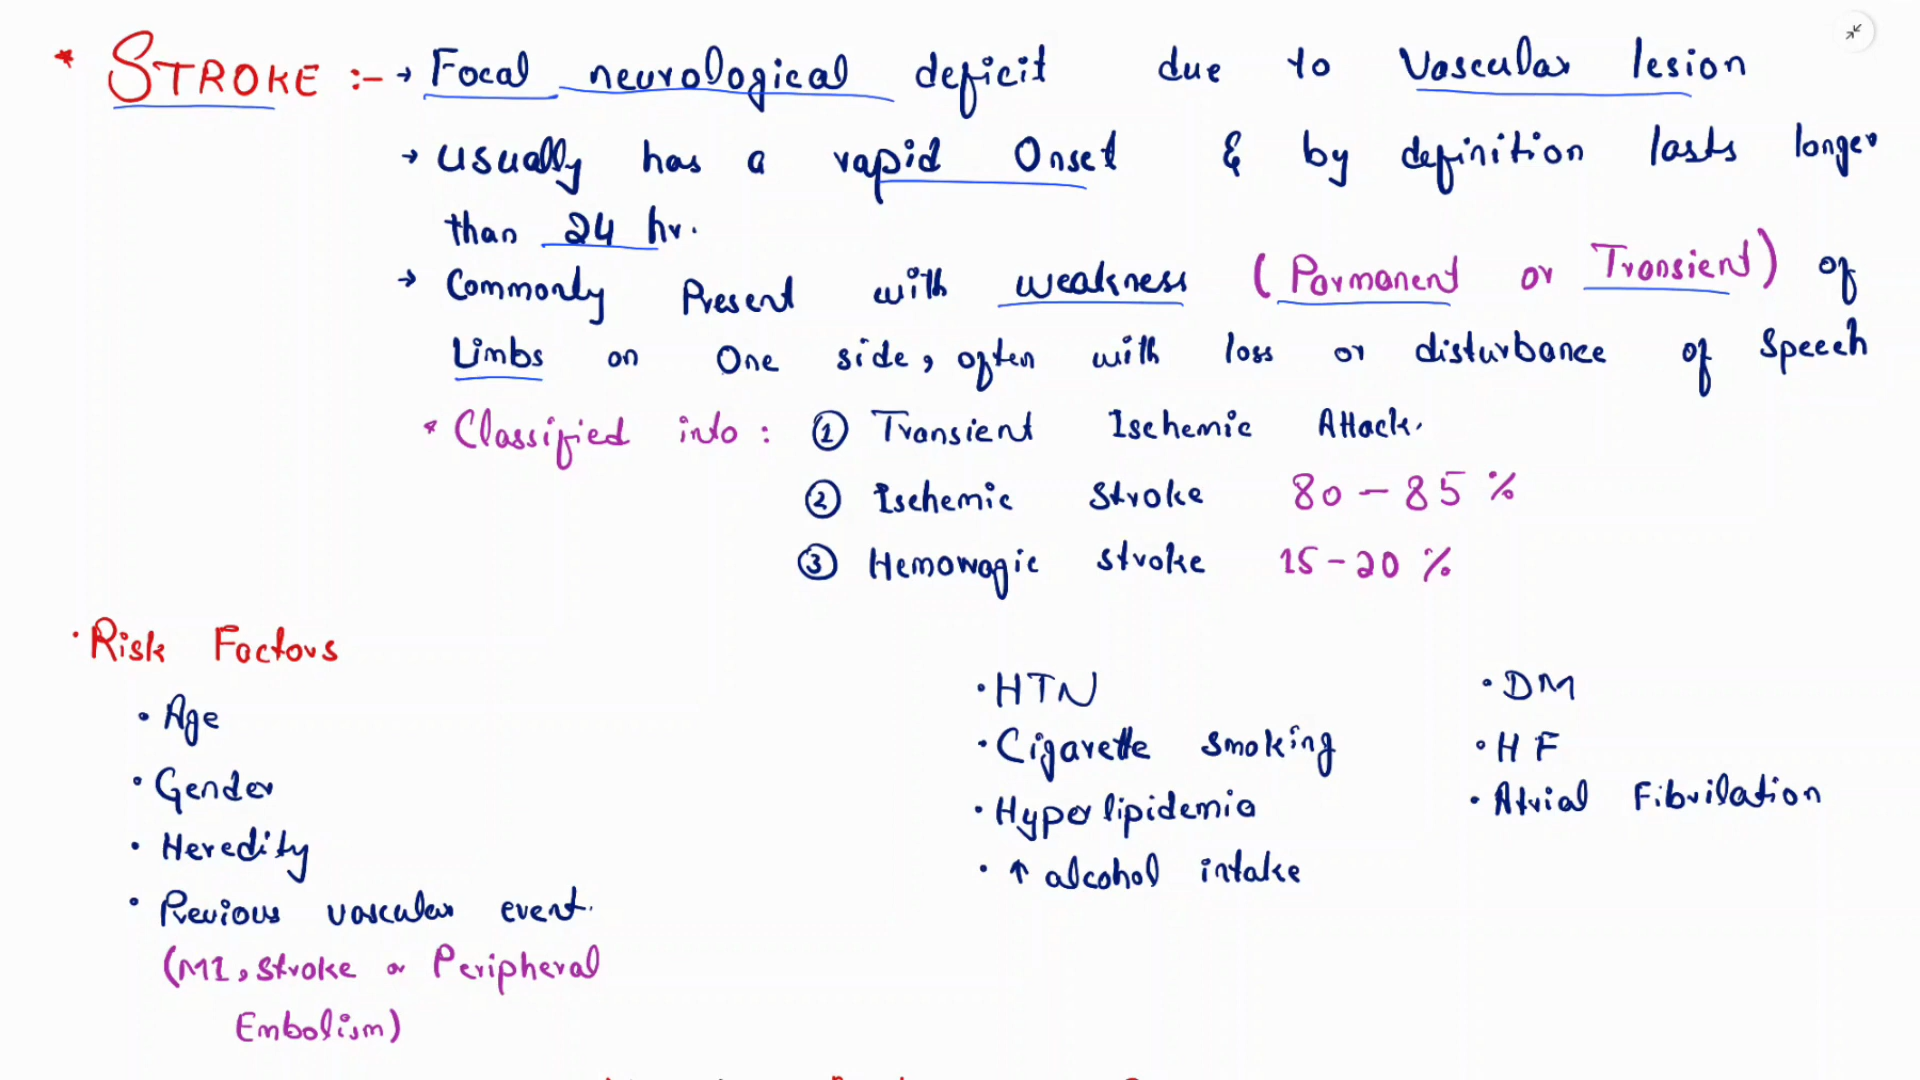 * STROKE :- → Focal neurological deficit due to Vascular lesion
→ usually has a rapid Onset & by definition lasts longer
than 24 hr.
→ Commonly Present with weakness (Parmanent or Transient) of
Limbs on One side, often with loss or disturbance of Speech
* Classified into : ① Transient Ischemic Attack.
② Ischemic Stroke 80 - 85 %
③ Hemorragic stroke 15 - 20 %
• Risk Factors
• Age
• Gender
• Heredity
• Previous vascular event.
(MI, stroke or Peripheral
Embolism)
• HTN
• Cigarette smoking
• Hyperlipidemia
• ↑ alcohol intake
• DM
• HF
• Atrial Fibrilation